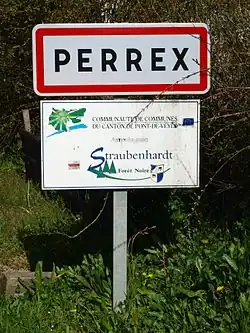 PERREX
COMMUNAUTÉ DE COMMUNES
DU CANTON DE PONT-DE-VEYLE
Straubenhardt
Forêt Noire